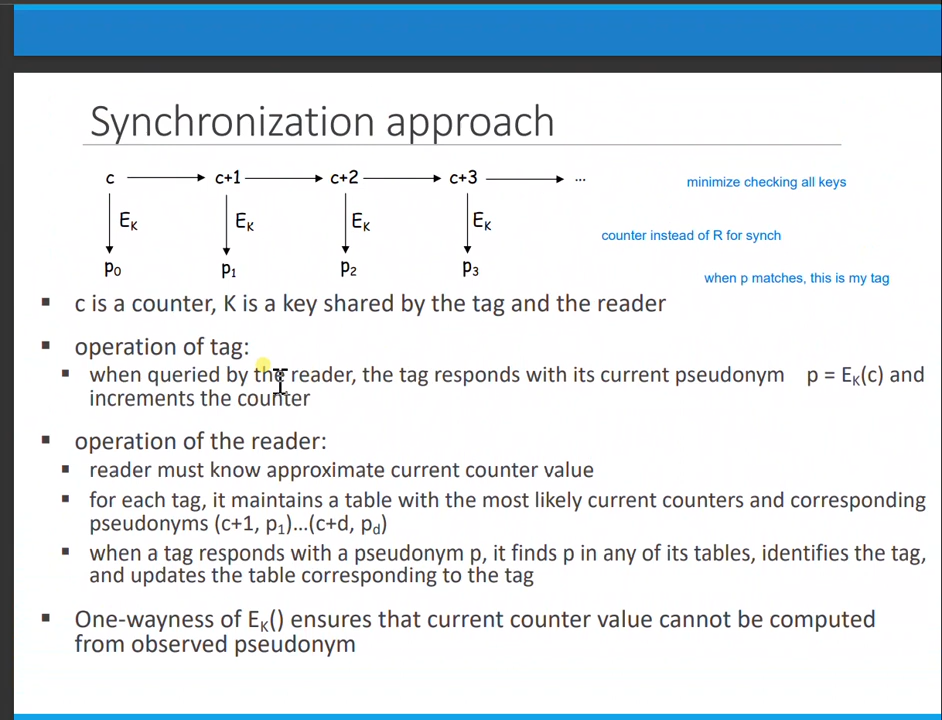 Synchronization approach
c c+1 c+2 c+3 ...
minimize checking all keys
E_K E_K E_K E_K
counter instead of R for synch
p₀ p₁ p₂ p₃
when p matches, this is my tag
▪ c is a counter, K is a key shared by the tag and the reader
▪ operation of tag:
▪ when queried by the reader, the tag responds with its current pseudonym p = E_K(c) and
increments the counter
▪ operation of the reader:
▪ reader must know approximate current counter value
▪ for each tag, it maintains a table with the most likely current counters and corresponding
pseudonyms (c+1, p₁)...(c+d, p_d)
▪ when a tag responds with a pseudonym p, it finds p in any of its tables, identifies the tag,
and updates the table corresponding to the tag
▪ One-wayness of E_K() ensures that current counter value cannot be computed
from observed pseudonym